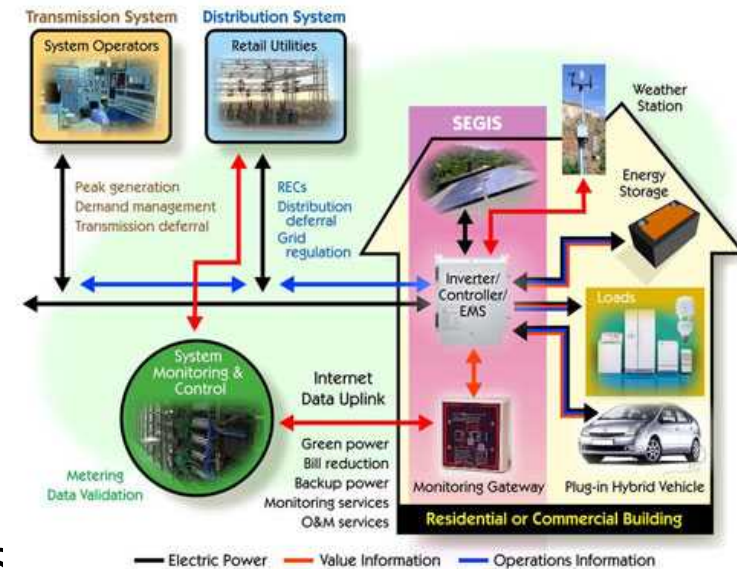 Transmission System
Distribution System
System Operators
Retail Utilities
Weather
Station
SEGIS
Energy
Storage
Peak generation
Demand management
Transmission deferral
RECs
Distribution
deferral
Grid
regulation
Inverter/
Controller/
EMS
Loads
System
Monitoring &
Control
Internet
Data Uplink
Green power
Bill reduction
Backup power
Monitoring services
O&M services
Metering
Data Validation
Monitoring Gateway
Plug-in Hybrid Vehicle
Residential or Commercial Building
Electric Power
Value Information
Operations Information